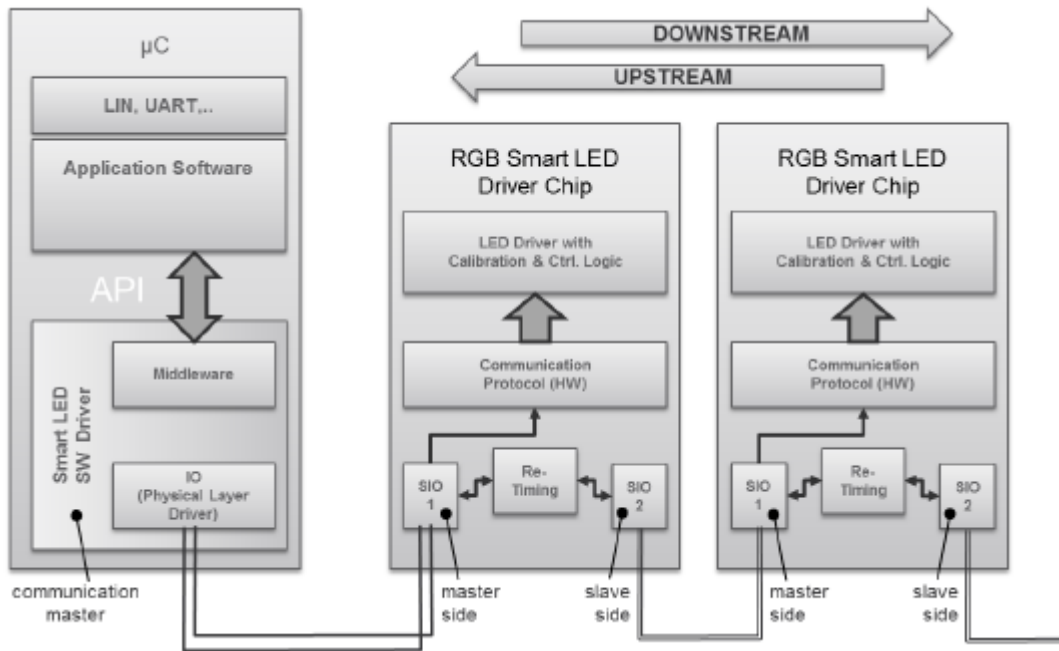 µC
LIN, UART,..
Application Software
API
Middleware
Smart LED
SW Driver
IO
(Physical Layer
Driver)
communication
master
DOWNSTREAM
UPSTREAM
RGB Smart LED
Driver Chip
LED Driver with
Calibration & Ctrl. Logic
Communication
Protocol (HW)
SIO
1
Re-
Timing
SIO
2
master
side
slave
side
RGB Smart LED
Driver Chip
LED Driver with
Calibration & Ctrl. Logic
Communication
Protocol (HW)
SIO
1
Re-
Timing
SIO
2
master
side
slave
side